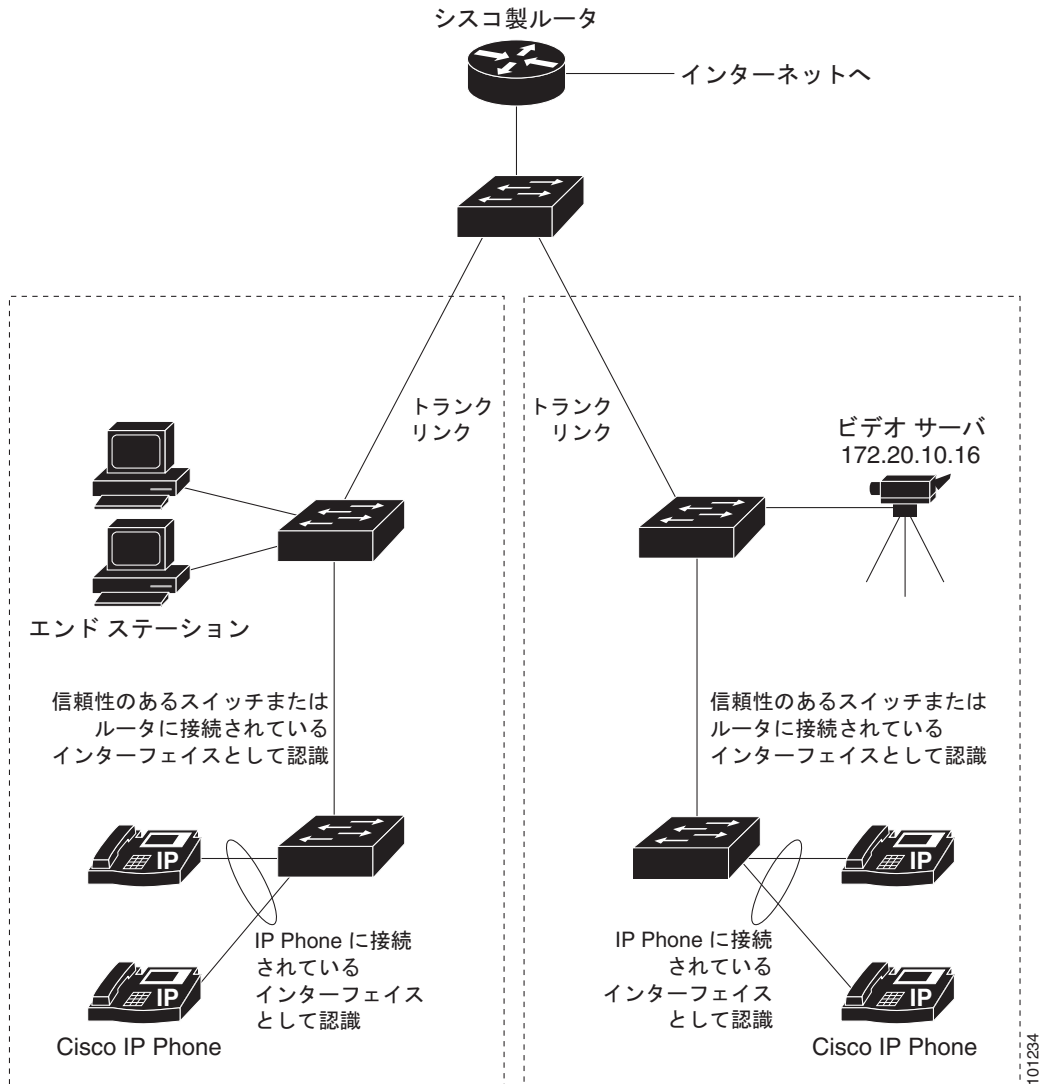 シスコ製ルータ
インターネットへ
トランク
リンク
トランク
リンク
ビデオ サーバ
172.20.10.16
エンド ステーション
信頼性のあるスイッチまたは
ルータに接続されている
インターフェイスとして認識
信頼性のあるスイッチまたは
ルータに接続されている
インターフェイスとして認識
IP
IP
IP Phone に接続
されている
インターフェイス
として認識
IP Phone に接続
されている
インターフェイス
として認識
IP
IP
Cisco IP Phone
Cisco IP Phone
101234